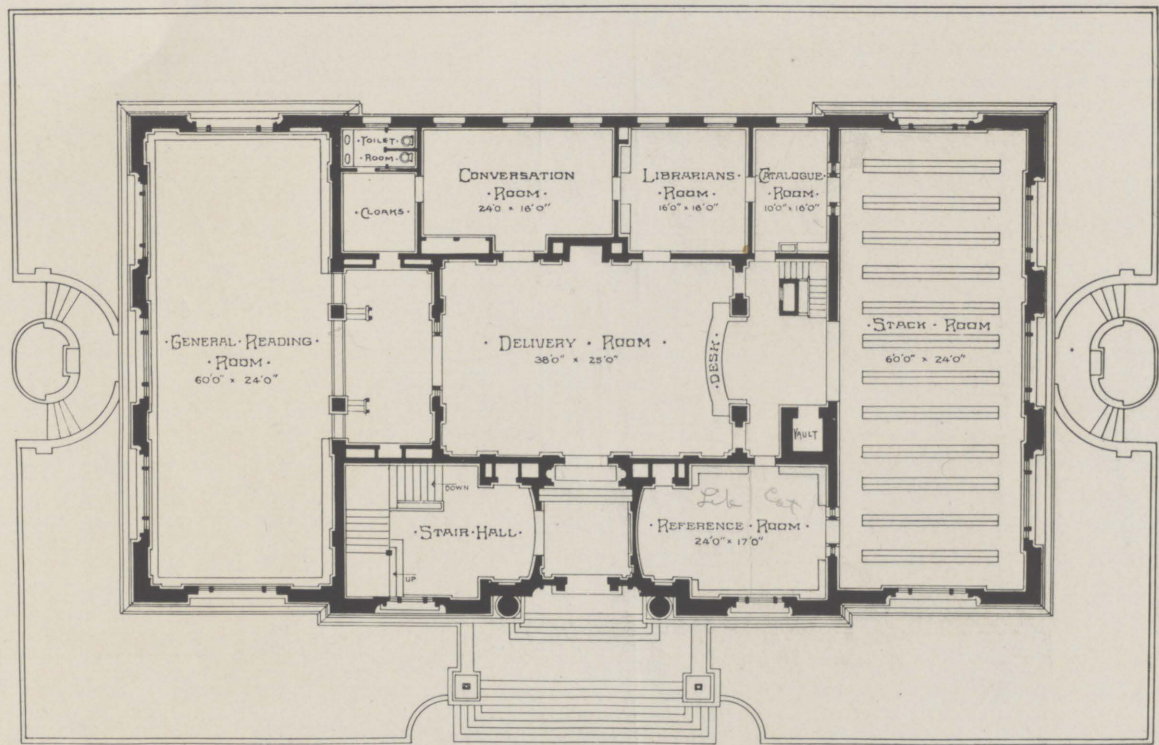 ·TOILET·
·ROOM·
CONVERSATION
·ROOM·
24'0 × 16'0"
LIBRARIANS·
·ROOM·
16'0" × 16'0"
·CATALOGUE·
·ROOM·
10'0" × 16'0"
·CLOAKS·
·GENERAL·READING·
·ROOM·
60'0" × 24'0"
·DELIVERY·ROOM·
38'0" × 25'0"
·DESK·
·STACK·ROOM
60'0" × 24'0"
VAULT
DOWN
·STAIR·HALL·
UP
·REFERENCE·ROOM·
24'0" × 17'0"